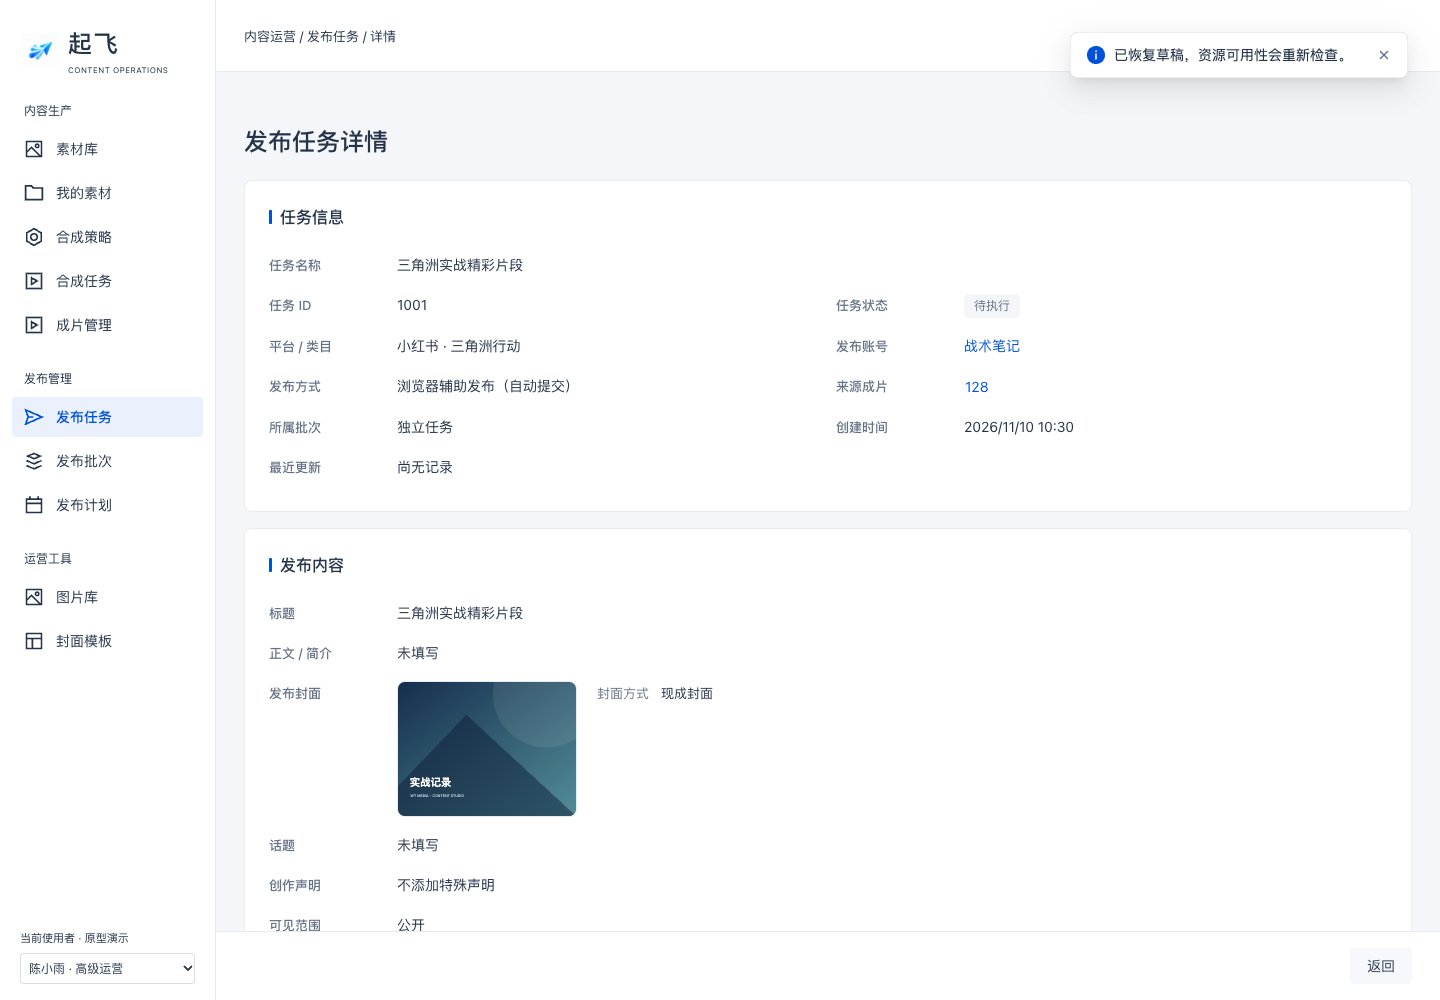 起飞
CONTENT OPERATIONS
内容生产
素材库
我的素材
合成策略
合成任务
成片管理
发布管理
发布任务
发布批次
发布计划
运营工具
图片库
封面模板
当前使用者 · 原型演示
陈小雨 · 高级运营
内容运营 / 发布任务 / 详情
已恢复草稿，资源可用性会重新检查。
发布任务详情
任务信息
任务名称 三角洲实战精彩片段
任务 ID 1001 任务状态 待执行
平台 / 类目 小红书 · 三角洲行动 发布账号 战术笔记
发布方式 浏览器辅助发布（自动提交） 来源成片 128
所属批次 独立任务 创建时间 2026/11/10 10:30
最近更新 尚无记录
发布内容
标题 三角洲实战精彩片段
正文 / 简介 未填写
发布封面 封面方式 现成封面
实战记录
话题 未填写
创作声明 不添加特殊声明
可见范围 公开
返回